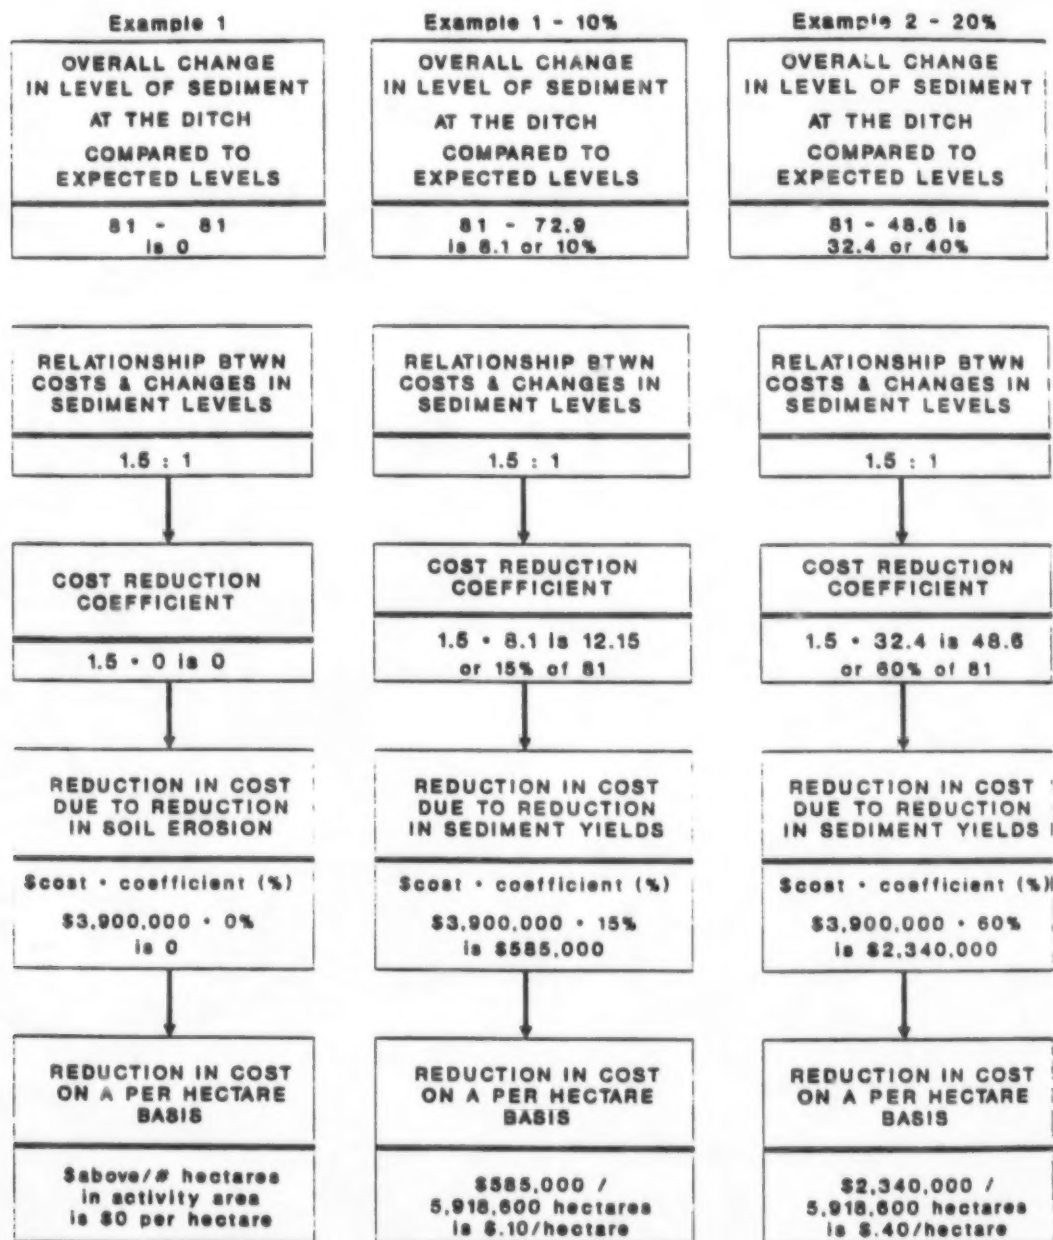 Example 1
OVERALL CHANGE
IN LEVEL OF SEDIMENT
AT THE DITCH
COMPARED TO
EXPECTED LEVELS
81 - 81
is 0
RELATIONSHIP BTWN
COSTS & CHANGES IN
SEDIMENT LEVELS
1.5 : 1
COST REDUCTION
COEFFICIENT
1.5 * 0 is 0
REDUCTION IN COST
DUE TO REDUCTION
IN SOIL EROSION
$cost * coefficient (%)
$3,900,000 * 0%
is 0
REDUCTION IN COST
ON A PER HECTARE
BASIS
$above/# hectares
in activity area
is $0 per hectare
Example 1 - 10%
OVERALL CHANGE
IN LEVEL OF SEDIMENT
AT THE DITCH
COMPARED TO
EXPECTED LEVELS
81 - 72.9
is 8.1 or 10%
RELATIONSHIP BTWN
COSTS & CHANGES IN
SEDIMENT LEVELS
1.5 : 1
COST REDUCTION
COEFFICIENT
1.5 * 8.1 is 12.15
or 15% of 81
REDUCTION IN COST
DUE TO REDUCTION
IN SEDIMENT YIELDS
$cost * coefficient (%)
$3,900,000 * 15%
is $585,000
REDUCTION IN COST
ON A PER HECTARE
BASIS
$585,000 /
5,918,600 hectares
is $.10/hectare
Example 2 - 20%
OVERALL CHANGE
IN LEVEL OF SEDIMENT
AT THE DITCH
COMPARED TO
EXPECTED LEVELS
81 - 48.6 is
32.4 or 40%
RELATIONSHIP BTWN
COSTS & CHANGES IN
SEDIMENT LEVELS
1.5 : 1
COST REDUCTION
COEFFICIENT
1.5 * 32.4 is 48.6
or 60% of 81
REDUCTION IN COST
DUE TO REDUCTION
IN SEDIMENT YIELDS
$cost * coefficient (%)
$3,900,000 * 60%
is $2,340,000
REDUCTION IN COST
ON A PER HECTARE
BASIS
$2,340,000 /
5,918,600 hectares
is $.40/hectare